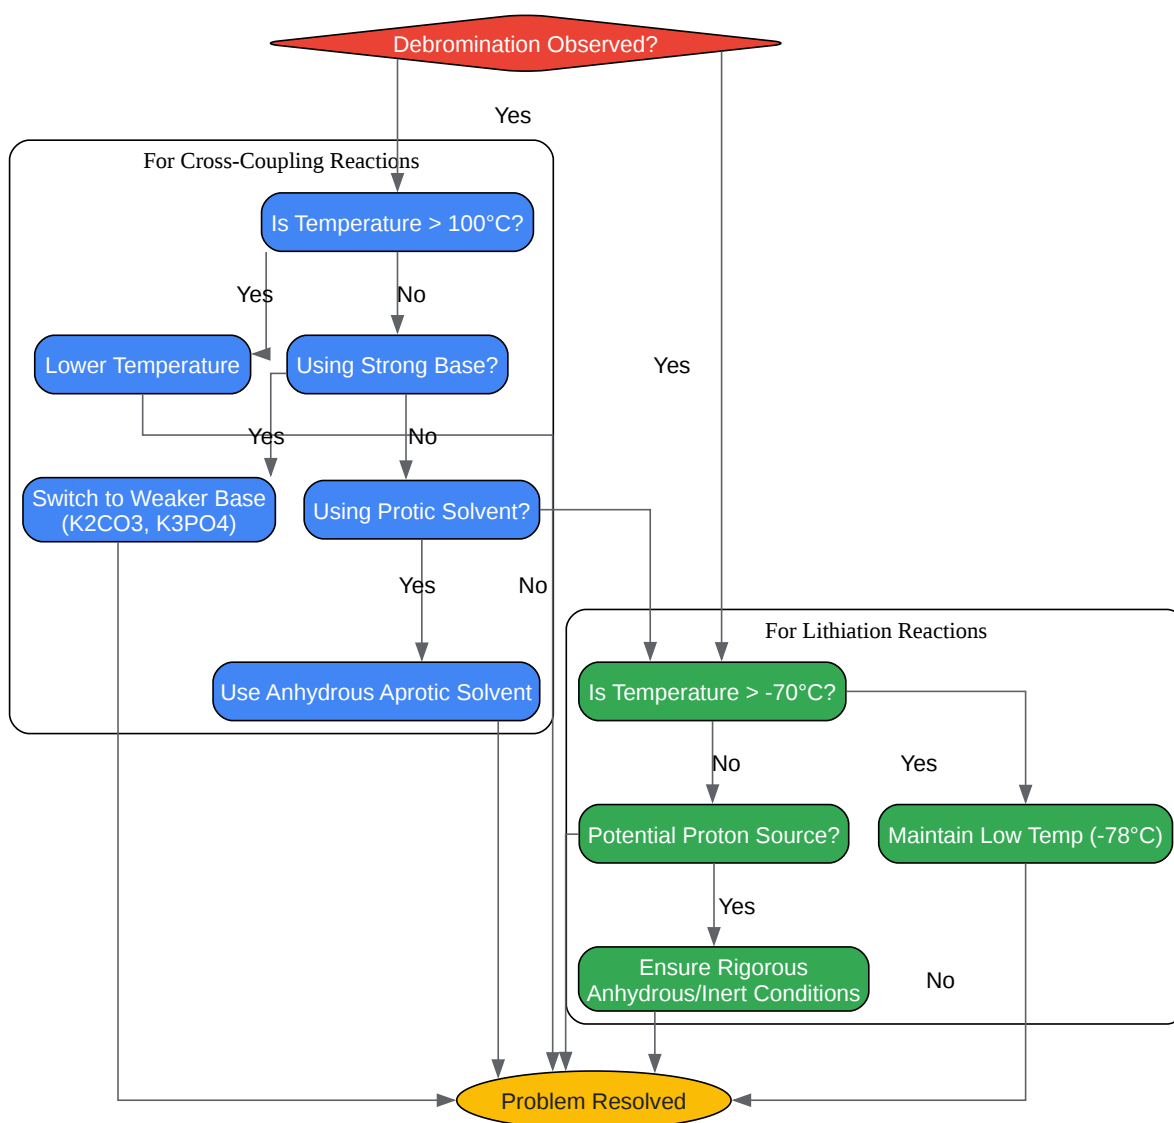 Debromination Observed?
Yes
For Cross-Coupling Reactions
Is Temperature > 100°C?
Yes
No
Lower Temperature
Using Strong Base?
Yes
Yes
No
Switch to Weaker Base
(K2CO3, K3PO4)
Using Protic Solvent?
Yes
No
For Lithiation Reactions
Use Anhydrous Aprotic Solvent
Is Temperature > -70°C?
No
Yes
Potential Proton Source?
Maintain Low Temp (-78°C)
Yes
Ensure Rigorous
Anhydrous/Inert Conditions
No
Problem Resolved